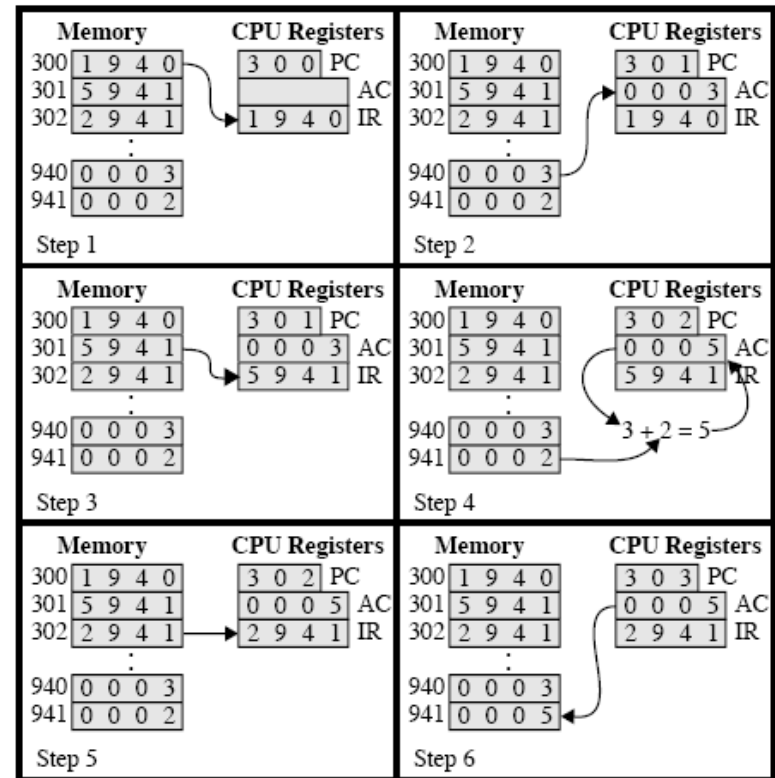 Memory CPU Registers
300 1 9 4 0 3 0 0 PC
301 5 9 4 1 AC
302 2 9 4 1 1 9 4 0 IR
:
940 0 0 0 3
941 0 0 0 2
Step 1
Memory CPU Registers
300 1 9 4 0 3 0 1 PC
301 5 9 4 1 0 0 0 3 AC
302 2 9 4 1 1 9 4 0 IR
:
940 0 0 0 3
941 0 0 0 2
Step 2
Memory CPU Registers
300 1 9 4 0 3 0 1 PC
301 5 9 4 1 0 0 0 3 AC
302 2 9 4 1 5 9 4 1 IR
:
940 0 0 0 3
941 0 0 0 2
Step 3
Memory CPU Registers
300 1 9 4 0 3 0 2 PC
301 5 9 4 1 0 0 0 5 AC
302 2 9 4 1 5 9 4 1 IR
:
940 0 0 0 3 3 + 2 = 5
941 0 0 0 2
Step 4
Memory CPU Registers
300 1 9 4 0 3 0 2 PC
301 5 9 4 1 0 0 0 5 AC
302 2 9 4 1 2 9 4 1 IR
:
940 0 0 0 3
941 0 0 0 2
Step 5
Memory CPU Registers
300 1 9 4 0 3 0 3 PC
301 5 9 4 1 0 0 0 5 AC
302 2 9 4 1 2 9 4 1 IR
:
940 0 0 0 3
941 0 0 0 5
Step 6